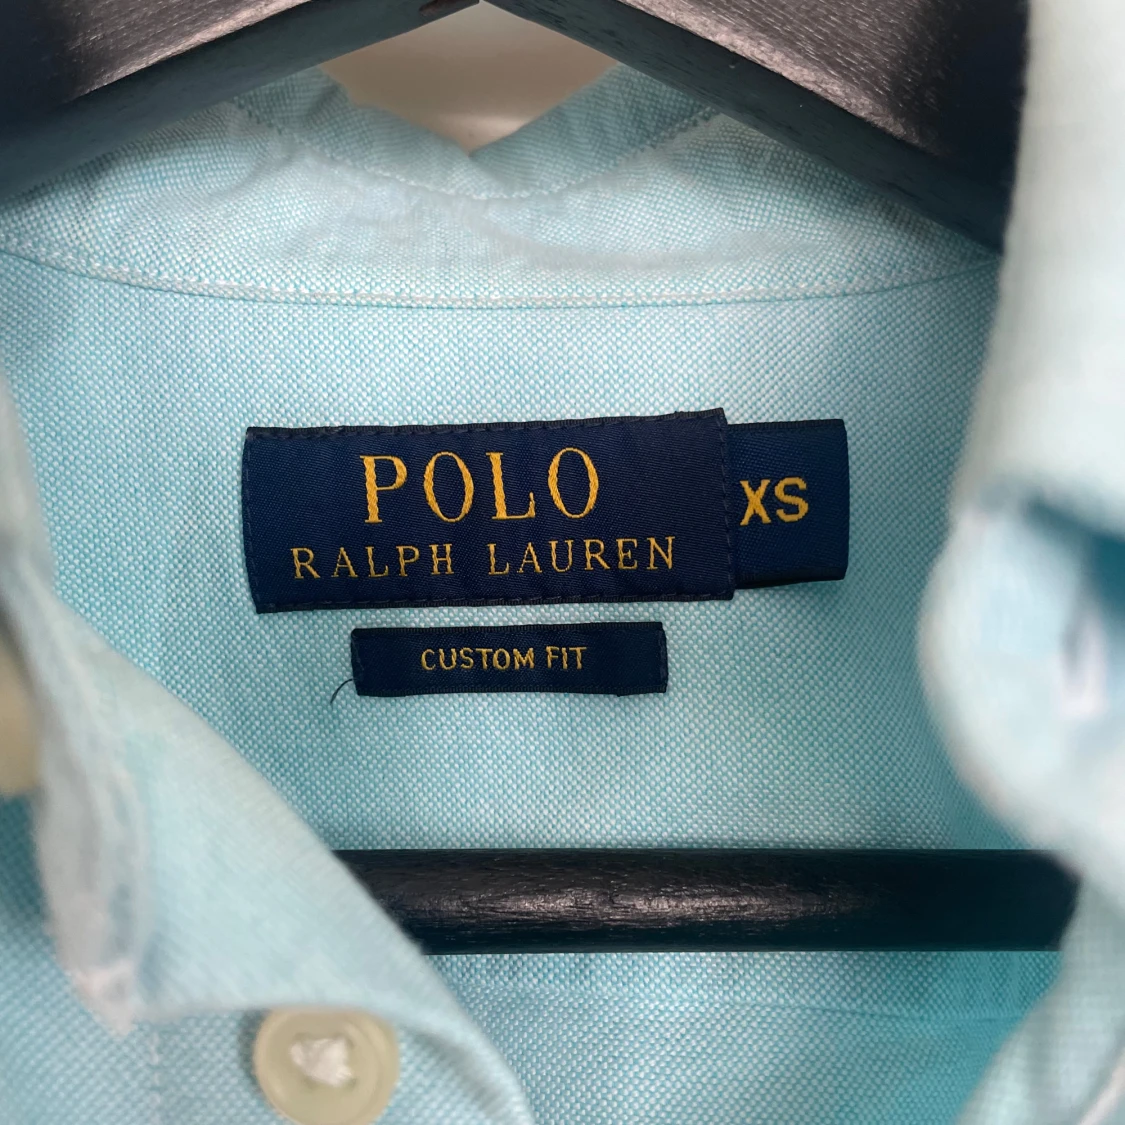 POLO
RALPH LAUREN
XS
CUSTOM FIT